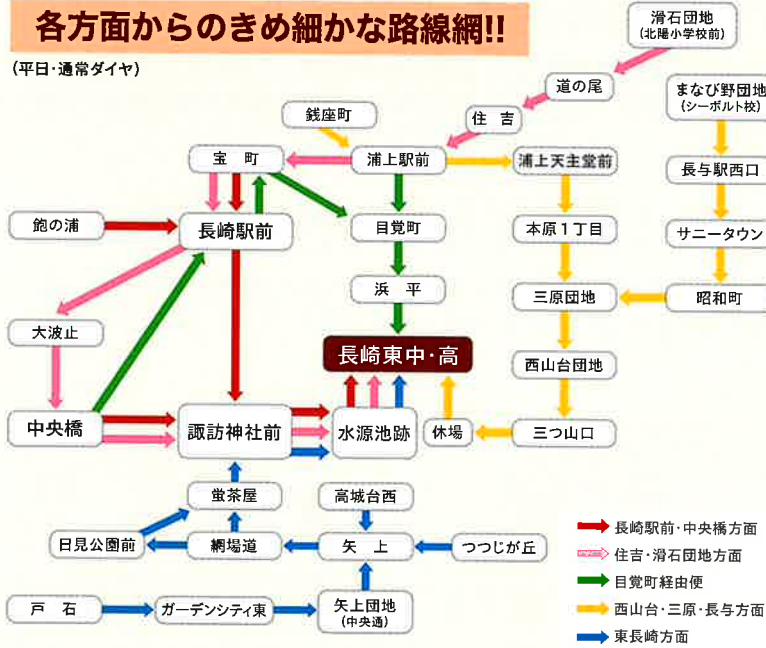 各方面からのきめ細かな路線網!!
(平日・通常ダイヤ)
滑石団地
(北陽小学校前)
道の尾
住 吉
銭座町
まなび野団地
(シーボルト校)
宝 町
浦上駅前
浦上天主堂前
長与駅西口
飽の浦
長崎駅前
目覚町
本原1丁目
サニータウン
浜 平
三原団地
昭和町
大波止
長崎東中・高
西山台団地
中央橋
諏訪神社前
水源池跡
休場
三つ山口
蛍茶屋
高城台西
日見公園前
網場道
矢 上
つつじが丘
戸 石
ガーデンシティ東
矢上団地
(中央通)
長崎駅前・中央橋方面
住吉・滑石団地方面
目覚町経由便
西山台・三原・長与方面
東長崎方面